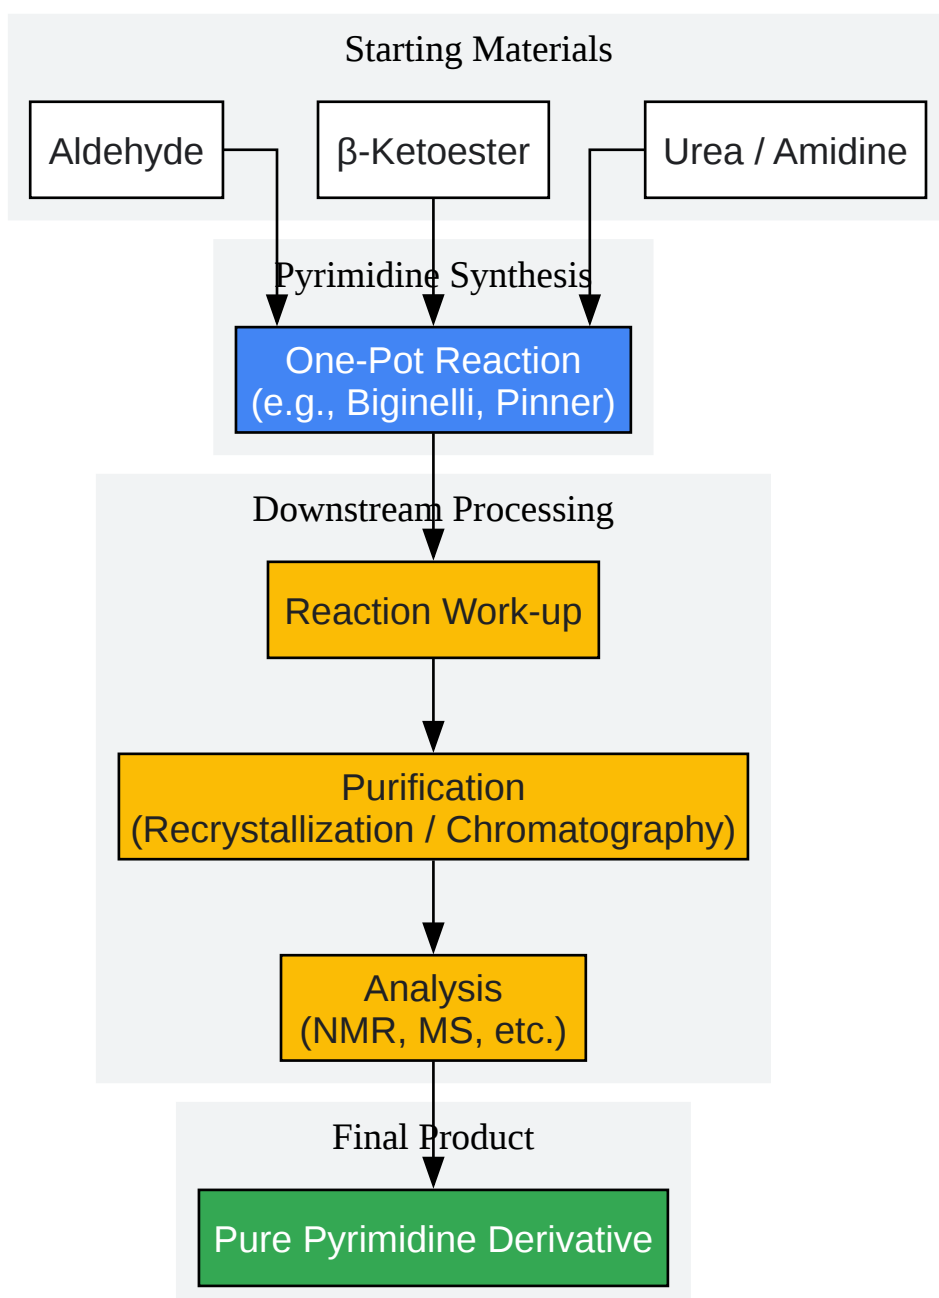 Starting Materials
Aldehyde
β-Ketoester
Urea / Amidine
Pyrimidine Synthesis
One-Pot Reaction
(e.g., Biginelli, Pinner)
Downstream Processing
Reaction Work-up
Purification
(Recrystallization / Chromatography)
Analysis
(NMR, MS, etc.)
Final Product
Pure Pyrimidine Derivative